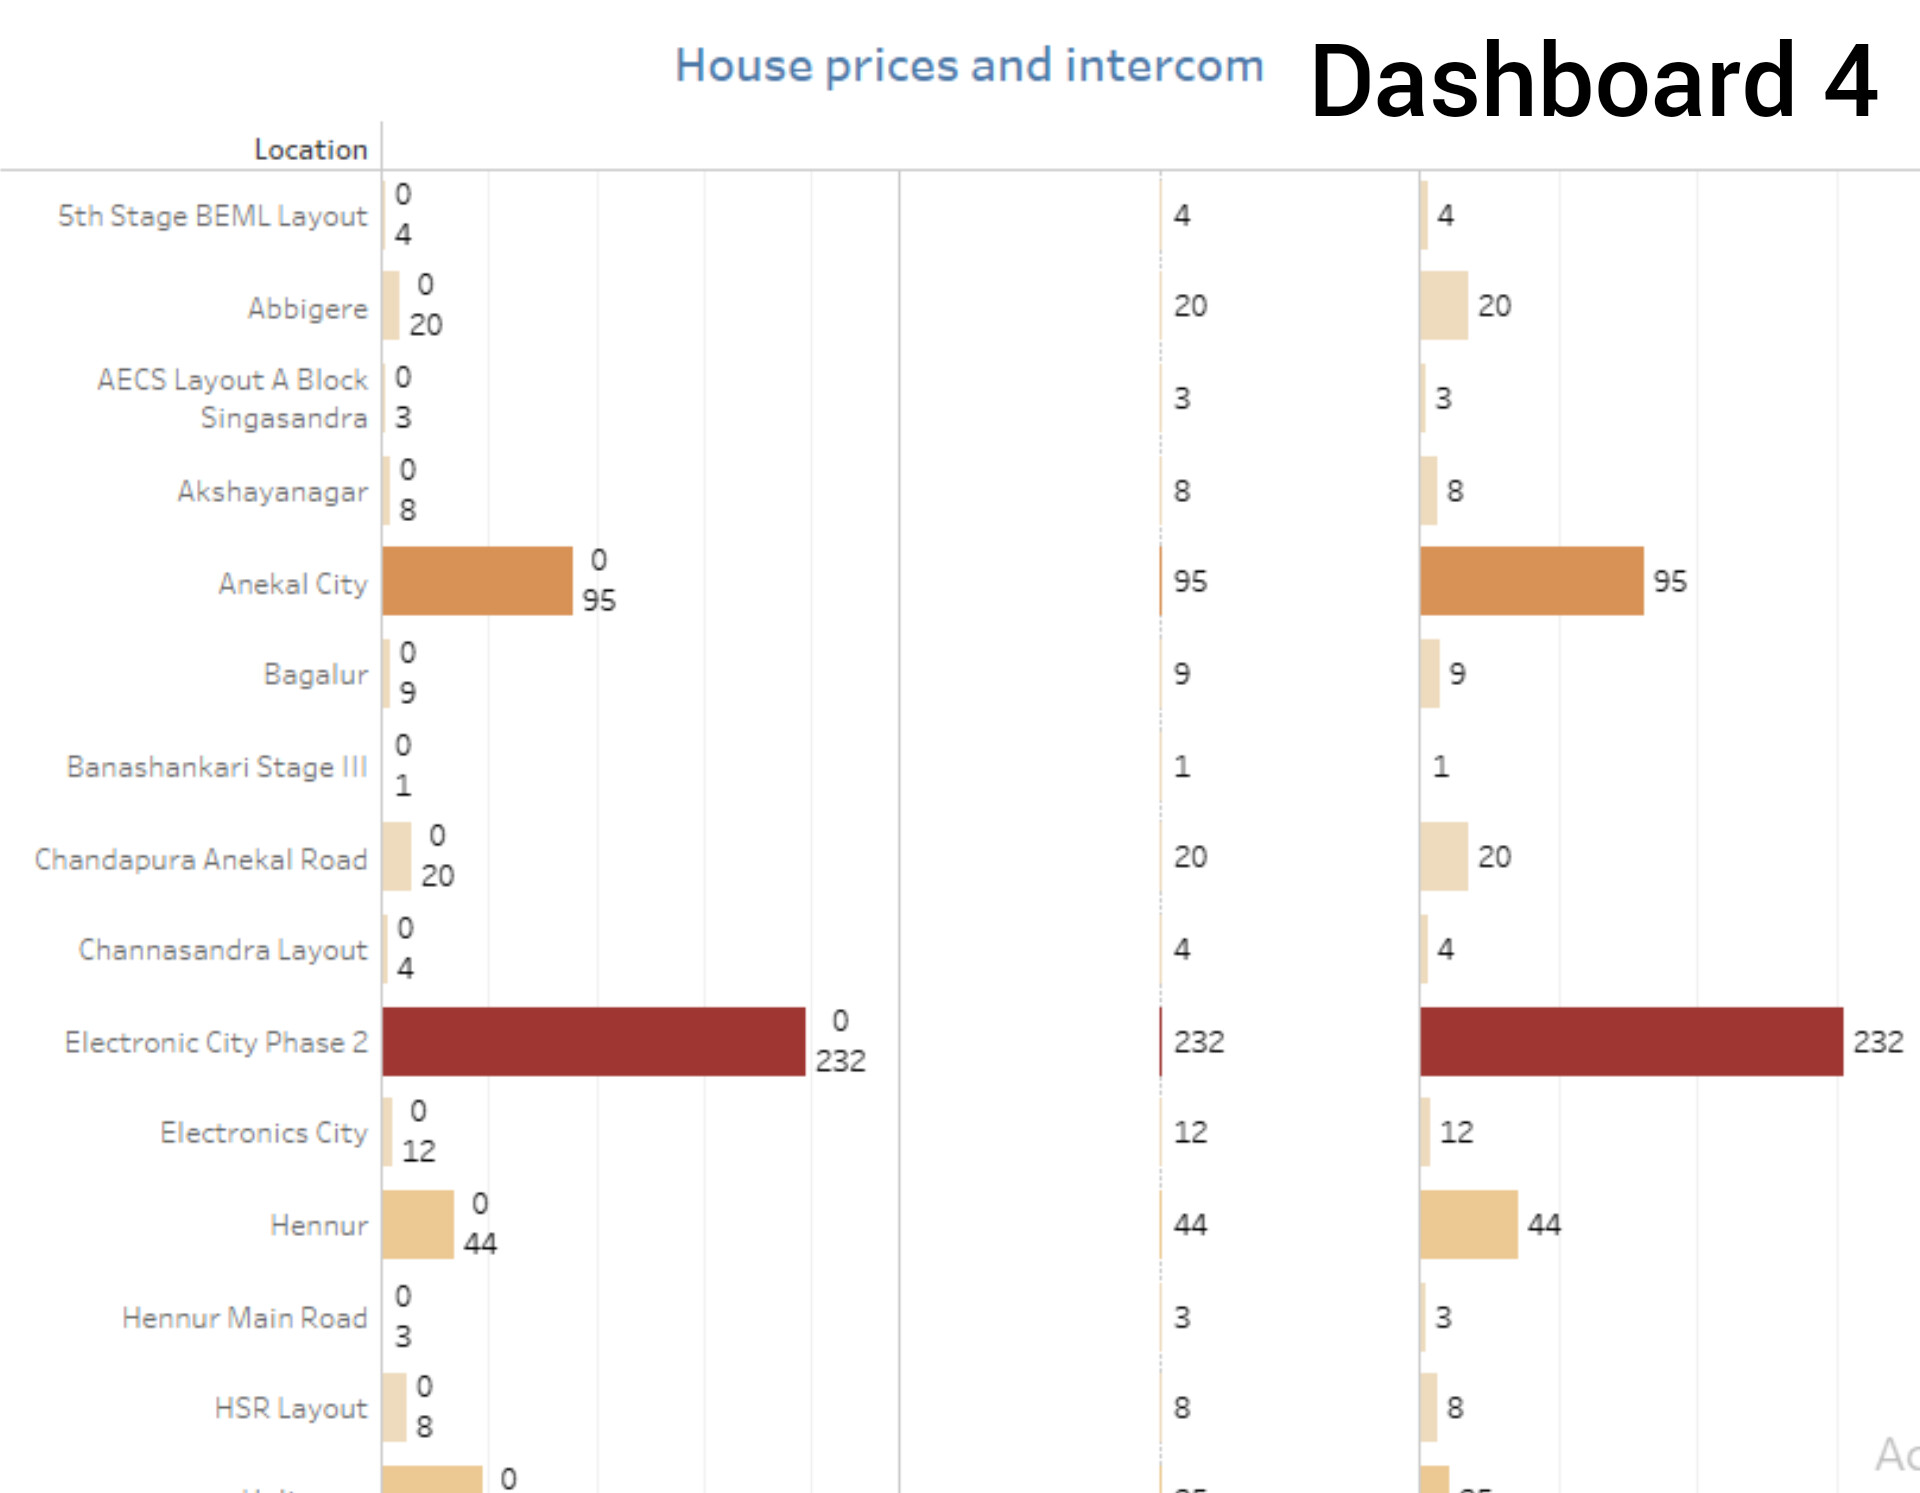 House prices and intercom
Dashboard 4
Location
0
5th Stage BEML Layout 4 4
4
0
Abbigere 20 20
20
AECS Layout A Block 0
3 3
Singasandra 3
0
Akshayanagar 8 8
8
0
Anekal City 95 95
95
0
Bagalur 9 9
9
0
Banashankari Stage III 1 1
1
0
Chandapura Anekal Road 20 20
20
0
Channasandra Layout 4 4
4
0
Electronic City Phase 2 232 232
232
0
Electronics City 12 12
12
0
Hennur 44 44
44
0
Hennur Main Road 3 3
3
0
HSR Layout 8 8
8
0